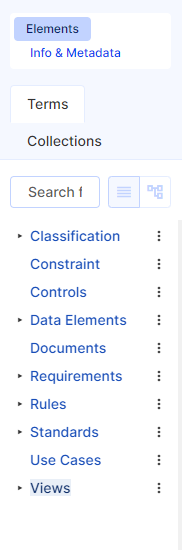 Elements
Info & Metadata
Terms
Collections
Search f
Classification
Constraint
Controls
Data Elements
Documents
Requirements
Rules
Standards
Use Cases
Views